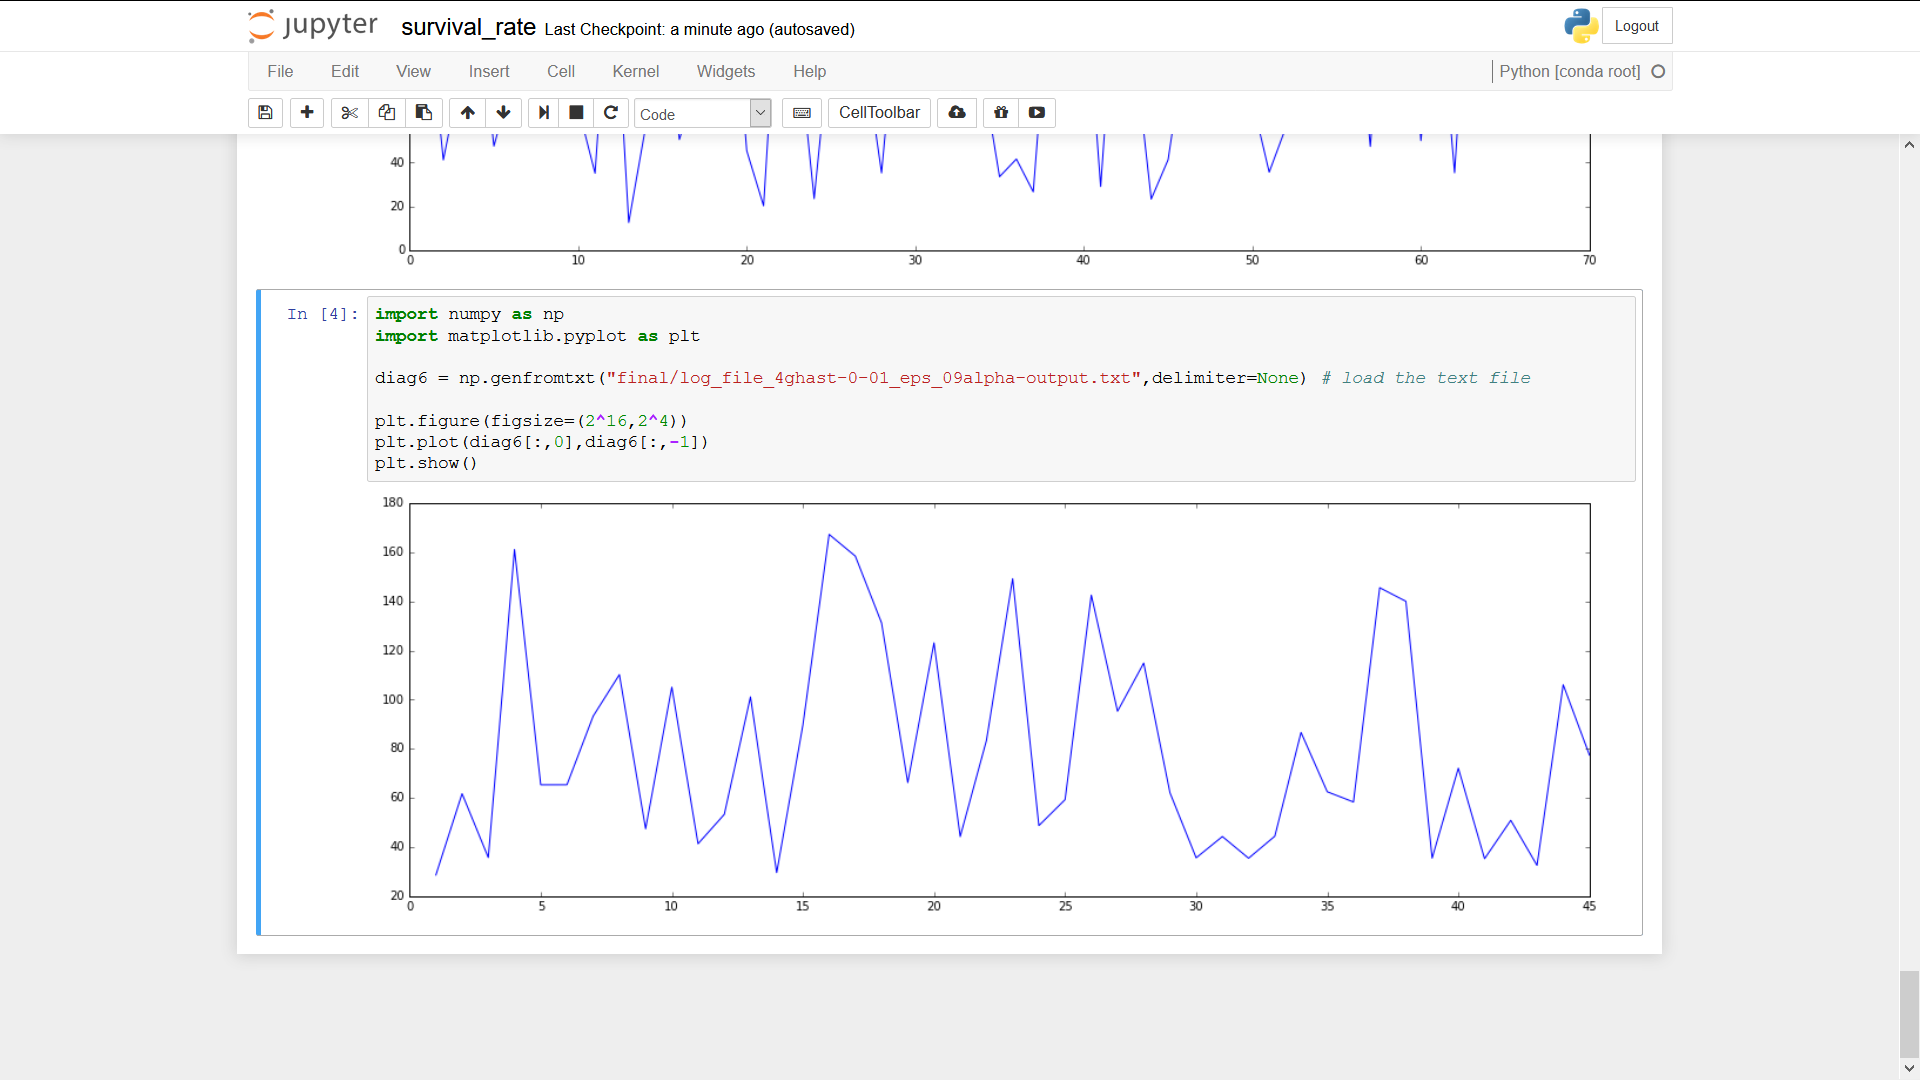 jupyter survival_rate Last Checkpoint: a minute ago (autosaved) Logout
File Edit View Insert Cell Kernel Widgets Help Python [conda root]
Code CellToolbar
40
20
0
0 10 20 30 40 50 60 70
In [4]: import numpy as np
import matplotlib.pyplot as plt
diag6 = np.genfromtxt("final/log_file_4ghast-0-01_eps_09alpha-output.txt",delimiter=None) # load the text file
plt.figure(figsize=(2^16,2^4))
plt.plot(diag6[:,0],diag6[:,-1])
plt.show()
180
160
140
120
100
80
60
40
20
0 5 10 15 20 25 30 35 40 45